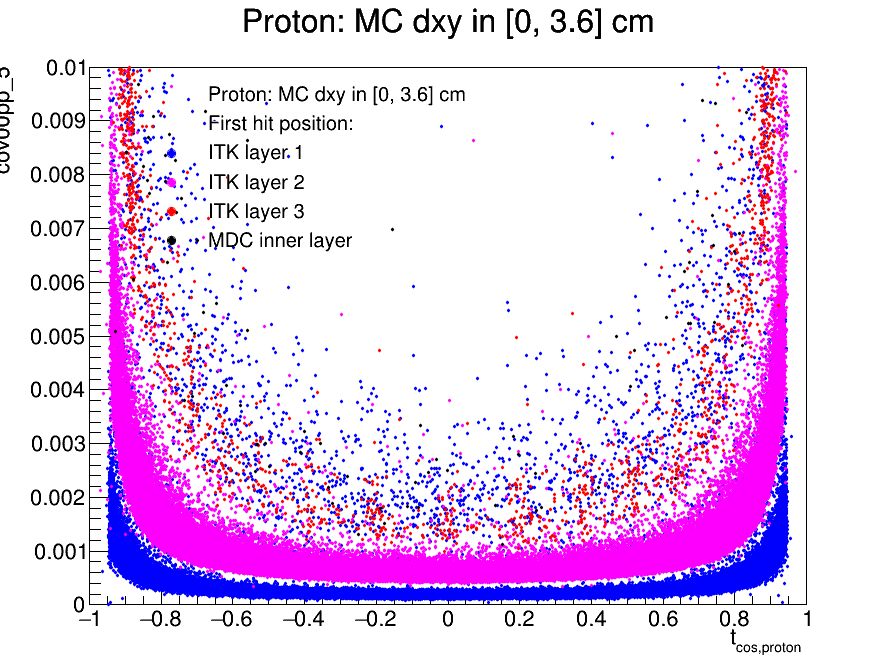 Proton: MC dxy in [0, 3.6] cm
0.01
0.009
0.008
0.007
0.006
0.005
0.004
0.003
0.002
0.001
0
Proton: MC dxy in [0, 3.6] cm
First hit position:
ITK layer 1
ITK layer 2
ITK layer 3
MDC inner layer
−1 −0.8 −0.6 −0.4 −0.2 0 0.2 0.4 0.6 0.8 1
t cos,proton